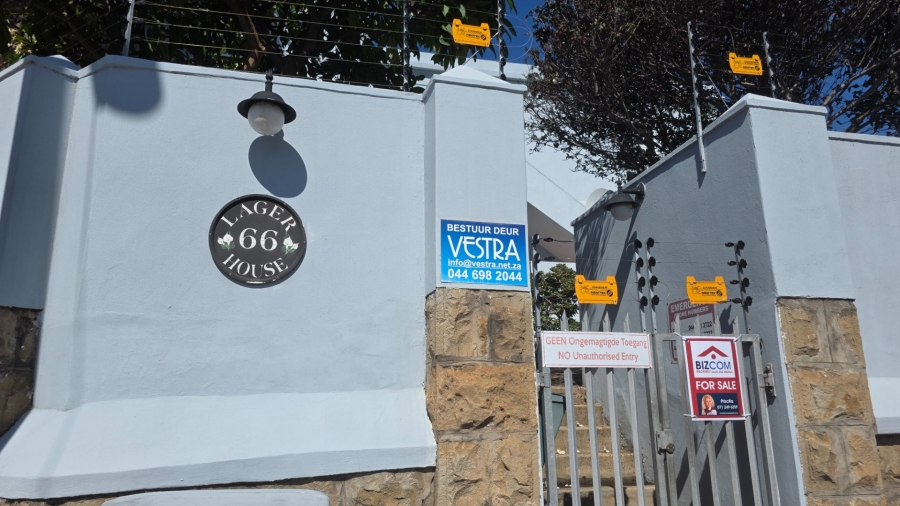 LAGER
66
HOUSE
BESTUUR DEUR
VESTRA
info@vestra.net.za
044 698 2044
GEEN Ongemagtigde Toegang
NO Unauthorised Entry
BIZCOM
FOR SALE
Priscilla